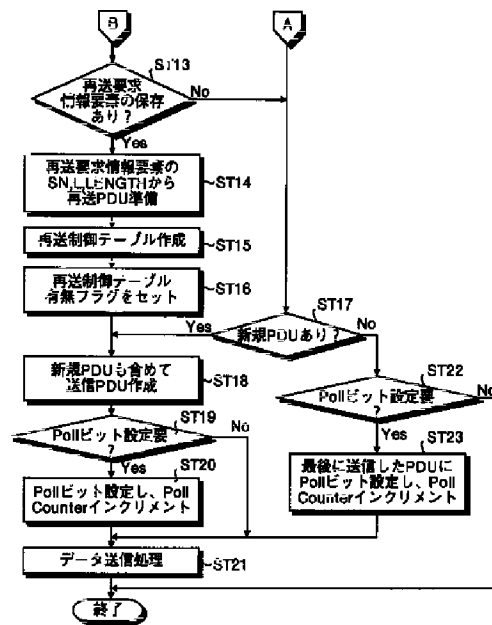 B
A
ST13
再送要求
情報要素の保存
あり?
No
Yes
再送要求情報要素の
SN,L,LENGTHから
再送PDU準備
ST14
再送制御テーブル作成
ST15
再送制御テーブル
有無フラグをセット
ST16
ST17
Yes
新規PDUあり?
No
新規PDUも含めて
送信PDU作成
ST18
ST22
Pollビット設定要
?
No
Yes
ST19
Pollビット設定要
?
No
Yes
ST20
Pollビット設定し、Poll
Counterインクリメント
ST23
最後に送信したPDUに
Pollビット設定し、Poll
Counterインクリメント
データ送信処理
ST21
終了